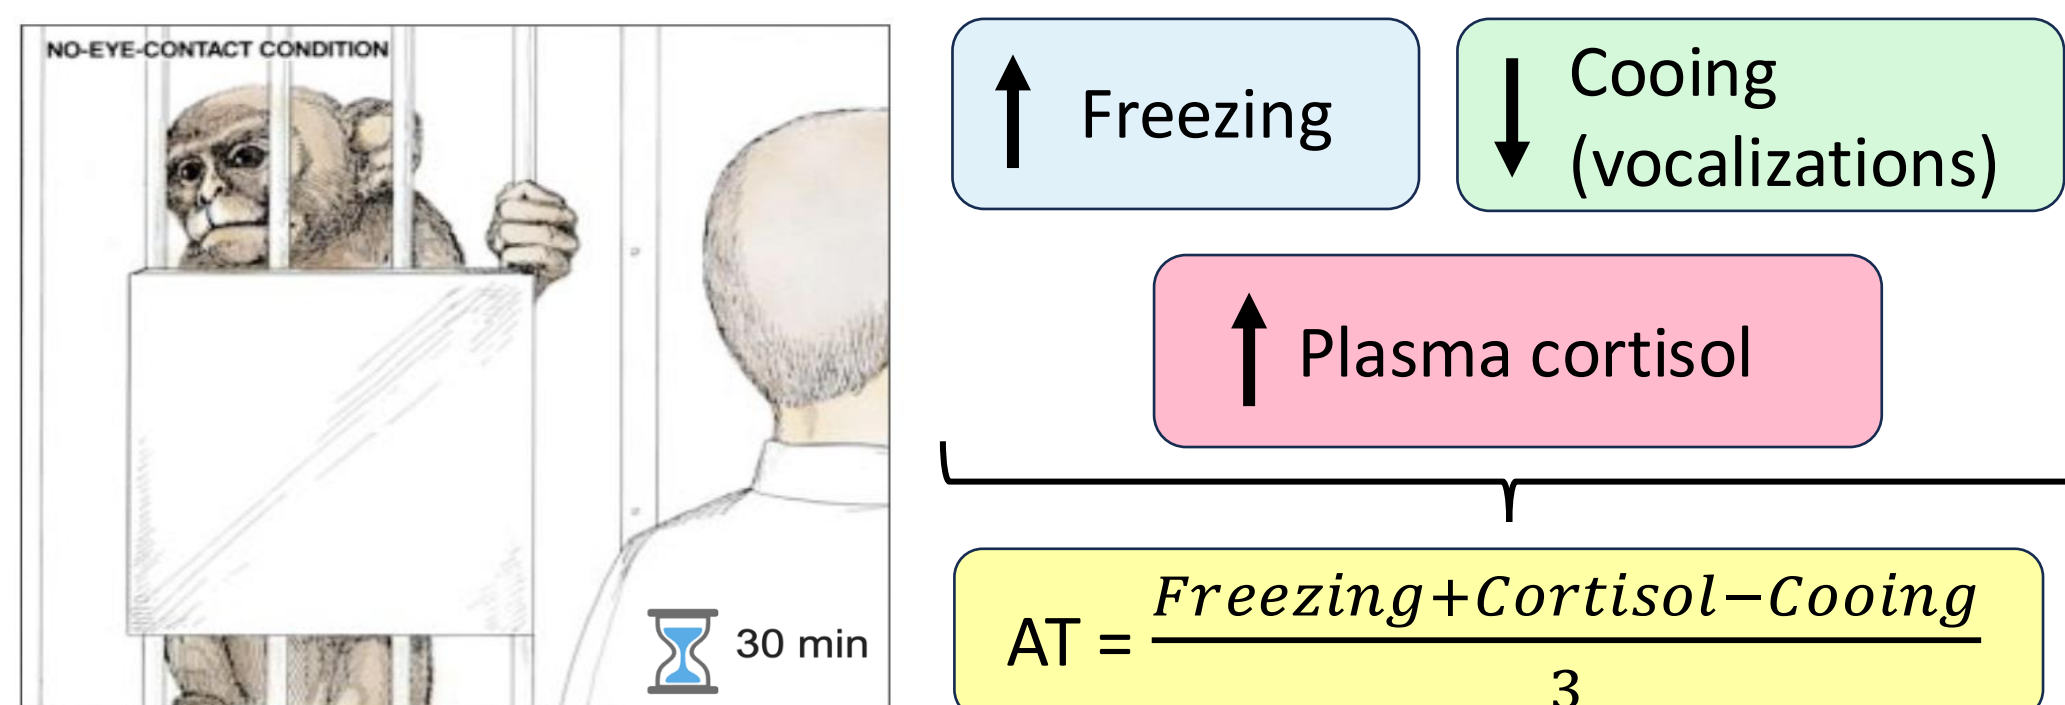 NO-EYE-CONTACT CONDITION
30 min
Freezing
Cooing
(vocalizations)
Plasma cortisol
AT = Freezing+Cortisol−Cooing
3